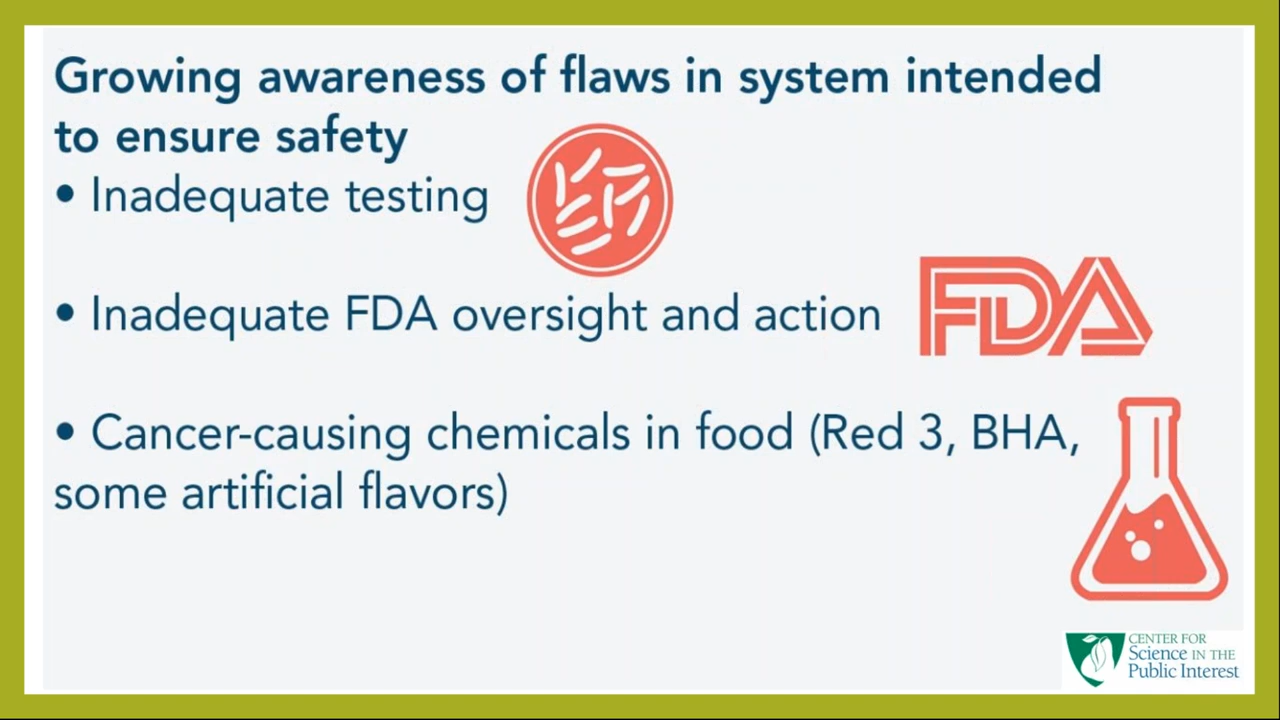 Growing awareness of flaws in system intended
to ensure safety
• Inadequate testing
• Inadequate FDA oversight and action
FDA
• Cancer-causing chemicals in food (Red 3, BHA,
some artificial flavors)
CENTER FOR
Science IN THE
Public Interest